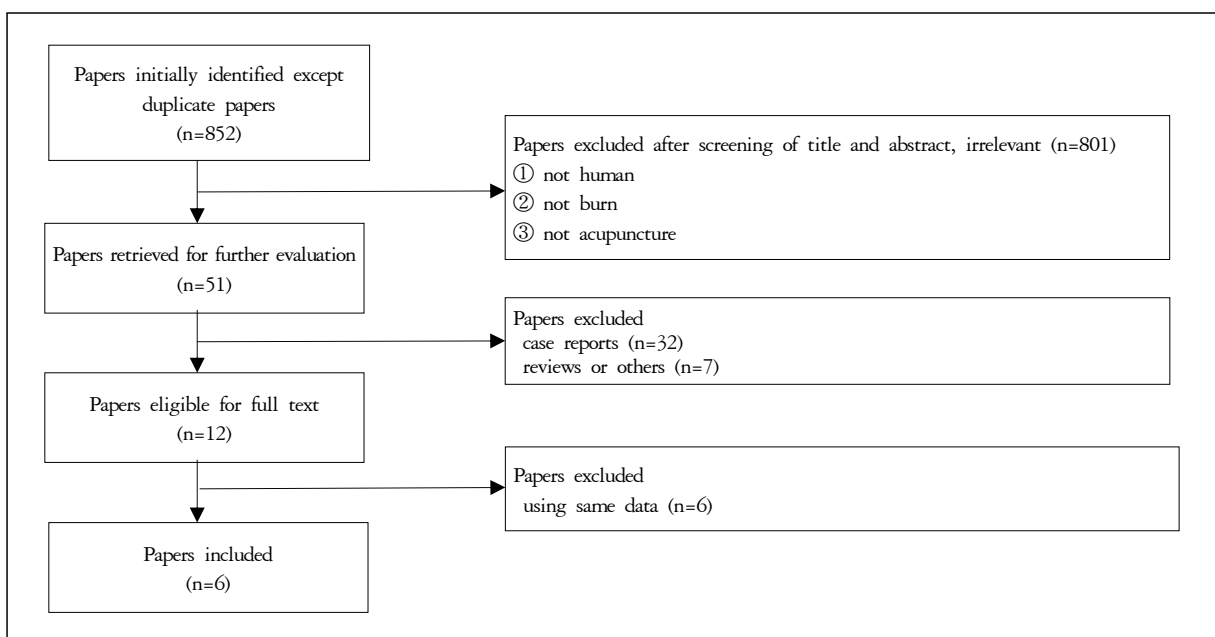 Papers initially identified except
duplicate papers
(n=852)
Papers excluded after screening of title and abstract, irrelevant (n=801)
① not human
② not burn
③ not acupuncture
Papers retrieved for further evaluation
(n=51)
Papers excluded
case reports (n=32)
reviews or others (n=7)
Papers eligible for full text
(n=12)
Papers excluded
using same data (n=6)
Papers included
(n=6)